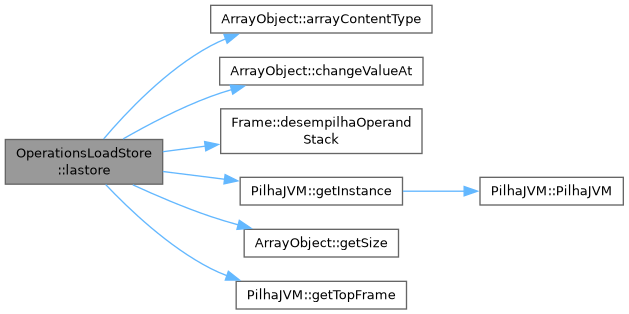 ArrayObject::arrayContentType
ArrayObject::changeValueAt
Frame::desempilhaOperand
Stack
OperationsLoadStore
::lastore
PilhaJVM::getInstance
PilhaJVM::PilhaJVM
ArrayObject::getSize
PilhaJVM::getTopFrame